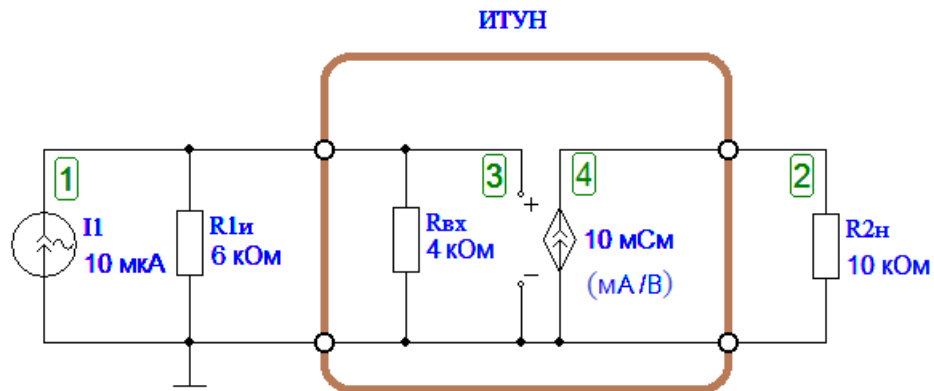 ИТУН
1
3
4
2
I1
10 мкА
R1и
6 кОм
Rвх
4 кОм
+
−
10 мСм
(мА/В)
R2н
10 кОм